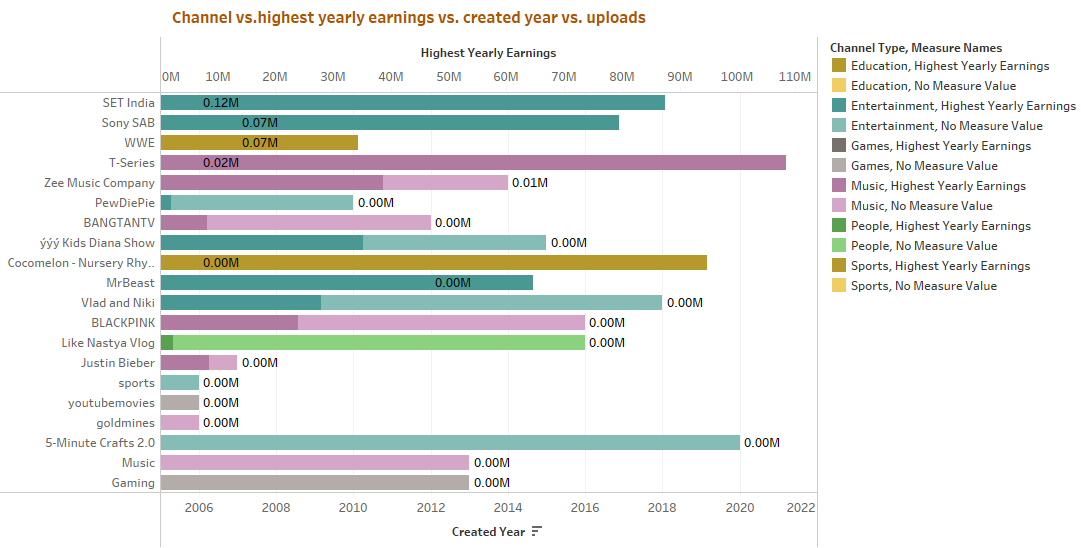 Channel vs.highest yearly earnings vs. created year vs. uploads
Highest Yearly Earnings
0M 10M 20M 30M 40M 50M 60M 70M 80M 90M 100M 110M
SET India 0.12M
Sony SAB 0.07M
WWE 0.07M
T-Series 0.02M
Zee Music Company 0.01M
PewDiePie 0.00M
BANGTANTV 0.00M
ýýý Kids Diana Show 0.00M
Cocomelon - Nursery Rhy.. 0.00M
MrBeast 0.00M
Vlad and Niki 0.00M
BLACKPINK 0.00M
Like Nastya Vlog 0.00M
Justin Bieber 0.00M
sports 0.00M
youtubemovies 0.00M
goldmines 0.00M
5-Minute Crafts 2.0 0.00M
Music 0.00M
Gaming 0.00M
2006 2008 2010 2012 2014 2016 2018 2020 2022
Created Year
Channel Type, Measure Names
Education, Highest Yearly Earnings
Education, No Measure Value
Entertainment, Highest Yearly Earnings
Entertainment, No Measure Value
Games, Highest Yearly Earnings
Games, No Measure Value
Music, Highest Yearly Earnings
Music, No Measure Value
People, Highest Yearly Earnings
People, No Measure Value
Sports, Highest Yearly Earnings
Sports, No Measure Value